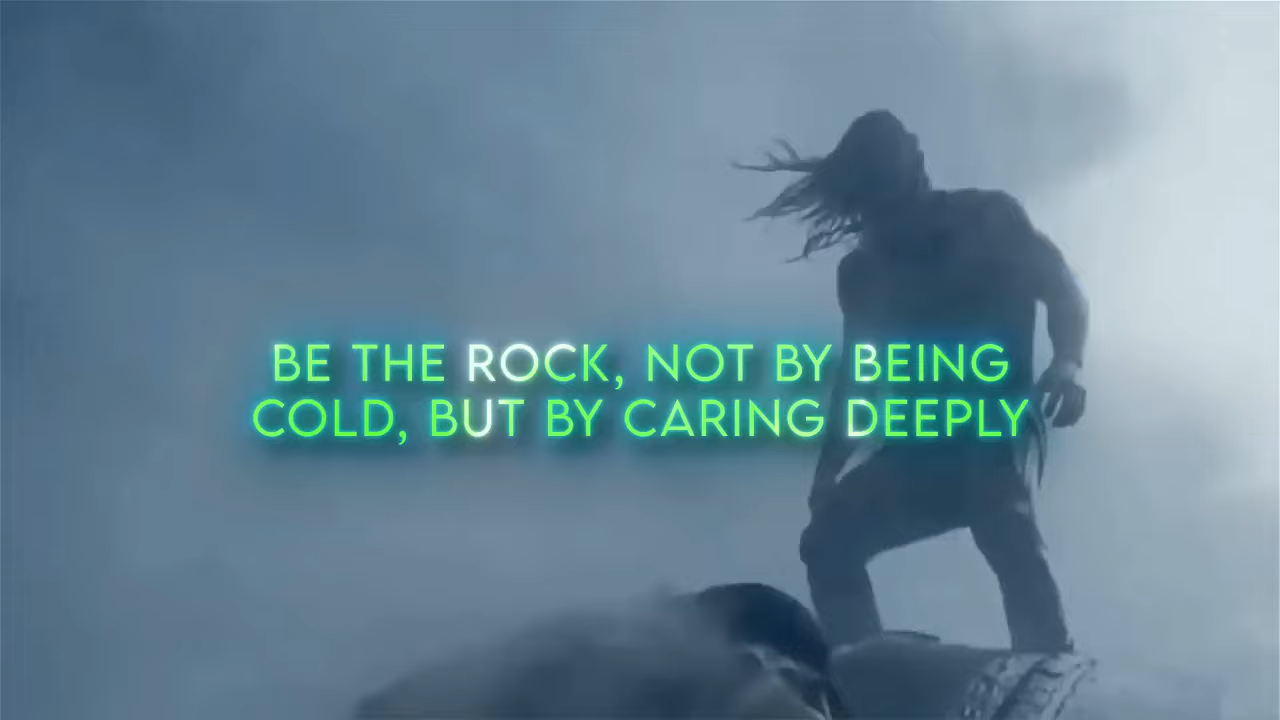 BE THE ROCK, NOT BY BEING
COLD, BUT BY CARING DEEPLY